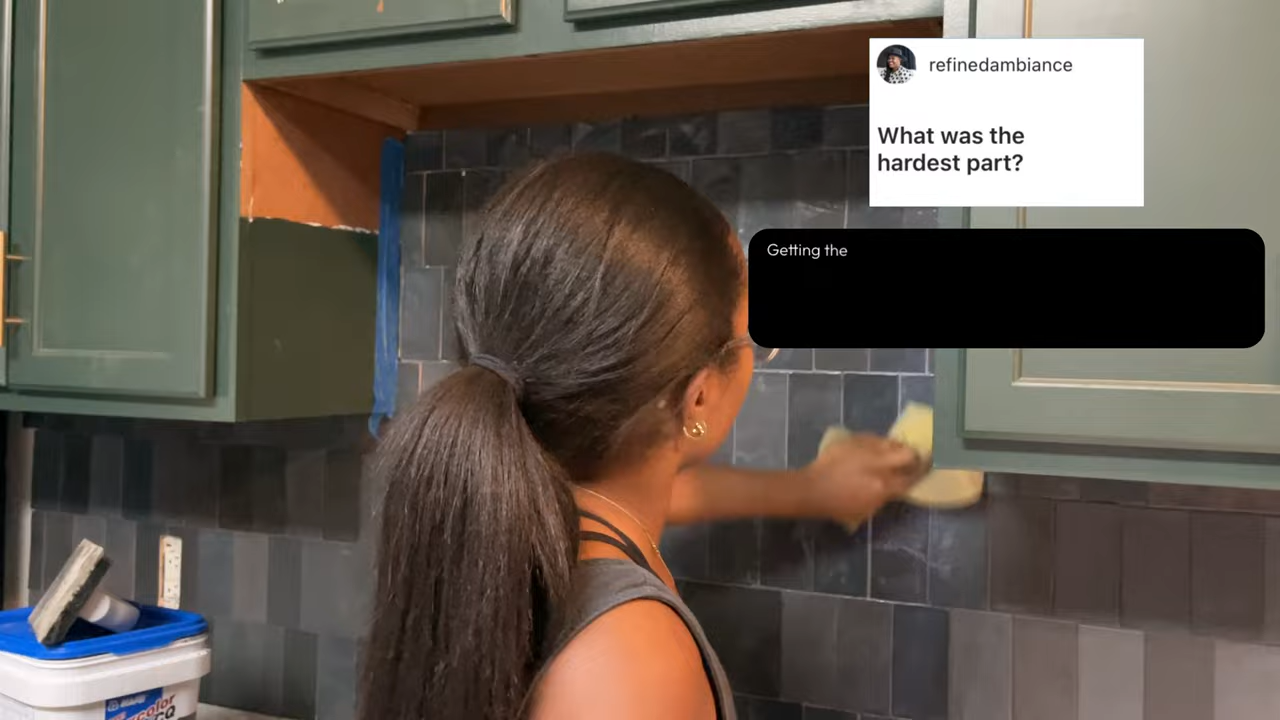 refinedambiance
What was the
hardest part?
Getting the